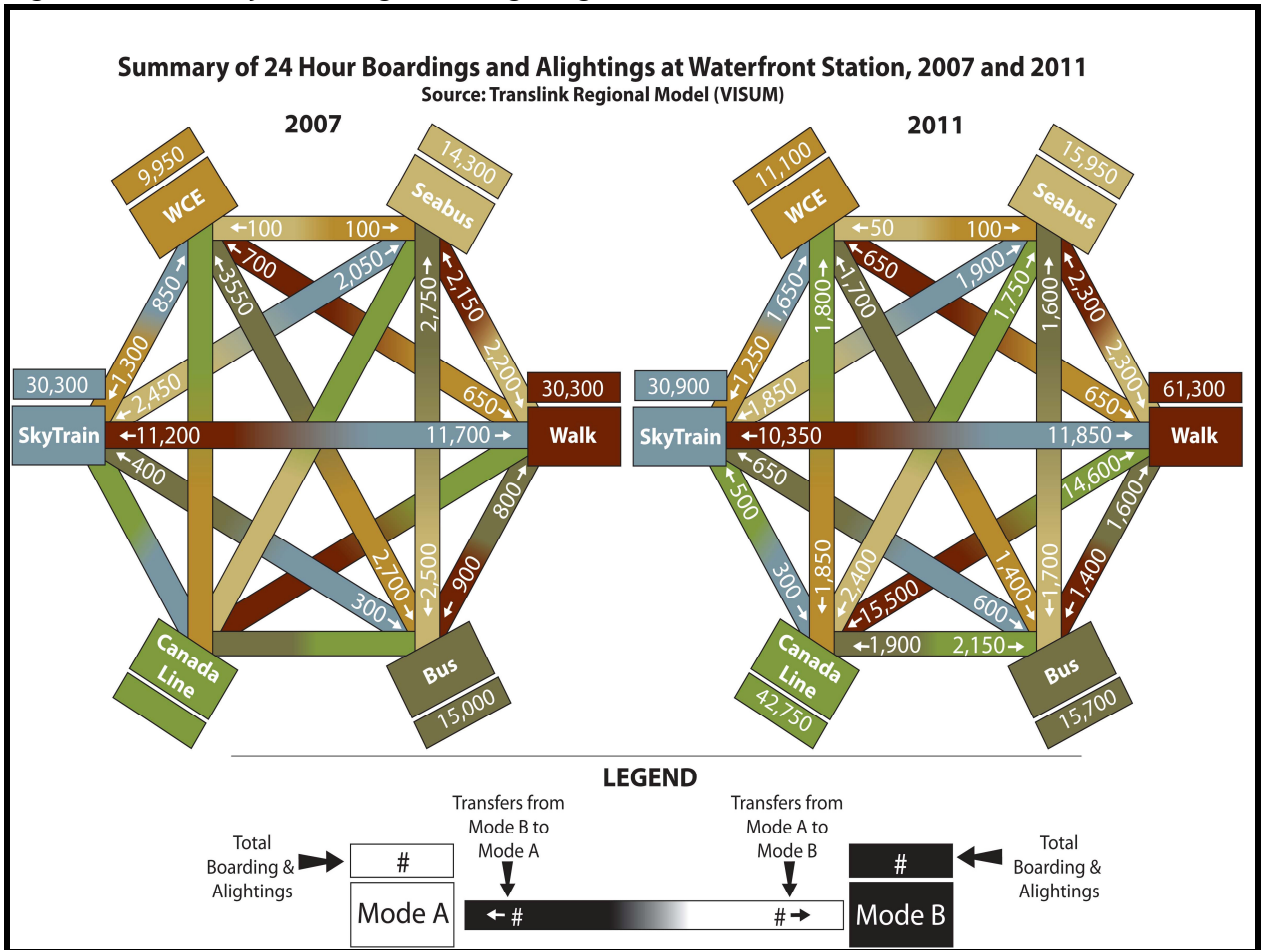 Summary of 24 Hour Boardings and Alightings at Waterfront Station, 2007 and 2011
Source: Translink Regional Model (VISUM)
2007
9,950
WCE
14,300
Seabus
←100
100→
←700
2,050→
850→
←3550
2,750→
←2,150
←1,300
←2,450
2,200→
650→
30,300
SkyTrain
30,300
Walk
←11,200
11,700→
←400
800→
2,700→
←2,500
←900
300→
Canada
Line
Bus
15,000
2011
11,100
WCE
15,950
Seabus
←50
100→
←650
1,900→
1,650→
1,800→
←1,700
1,750→
1,600→
←2,300
←1,250
←1,850
2,300→
650→
30,900
SkyTrain
61,300
Walk
←10,350
11,850→
←650
←500
14,600→
1,600→
300→
←1,850
←2,400
←15,500
600→
1,400→
←1,700
←1,400
←1,900
2,150→
Canada
Line
42,750
Bus
15,700
LEGEND
Total
Boarding &
Alightings
#
Mode A
Transfers from
Mode B to
Mode A
← #
Transfers from
Mode A to
Mode B
# →
#
Mode B
Total
Boarding &
Alightings